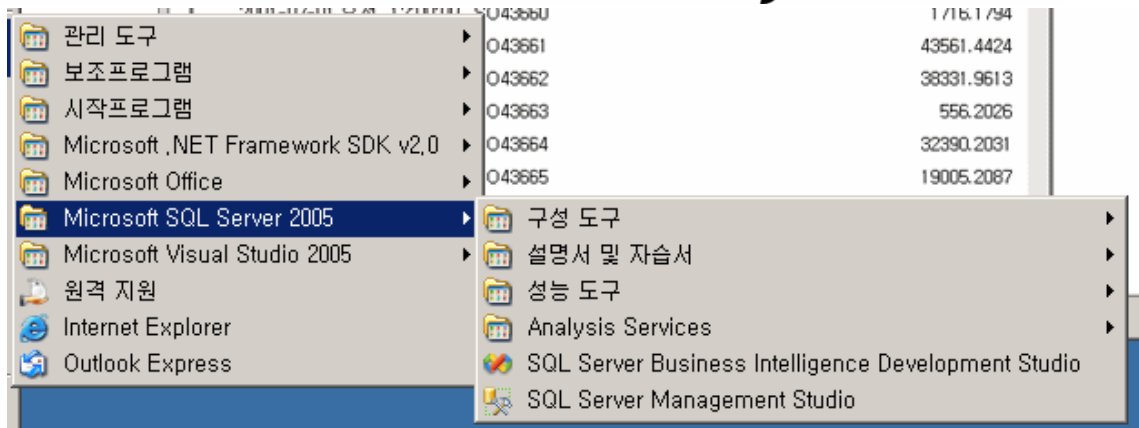 O43660 1716.1794
관리 도구
O43661 43561.4424
보조프로그램
O43662 38331.9613
시작프로그램
O43663 556.2026
Microsoft .NET Framework SDK v2.0
O43664 32390.2031
Microsoft Office
O43665 19005.2087
Microsoft SQL Server 2005
Microsoft Visual Studio 2005
원격 지원
Internet Explorer
Outlook Express
구성 도구
설명서 및 자습서
성능 도구
Analysis Services
SQL Server Business Intelligence Development Studio
SQL Server Management Studio